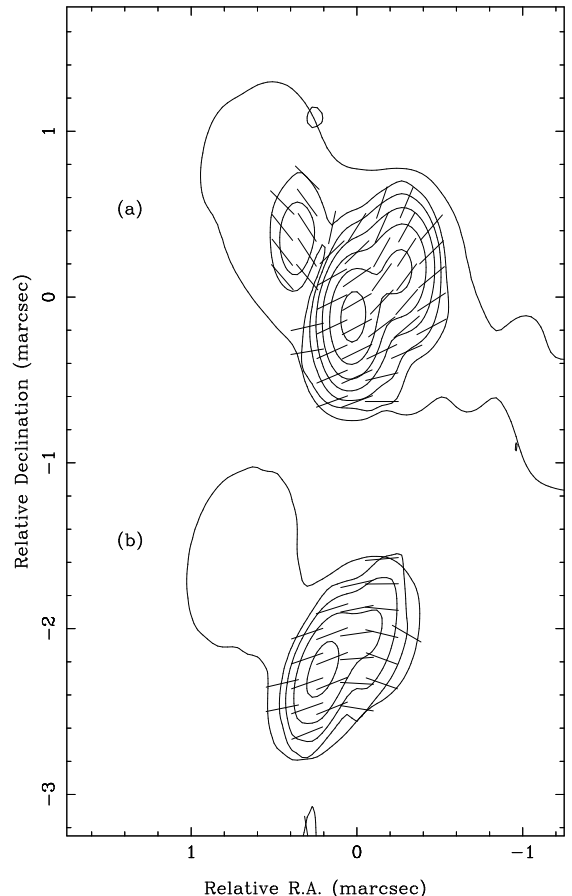 1
(a)
0
Relative Declination (marcsec)
−1
(b)
−2
−3
1 0 −1
Relative R.A. (marcsec)